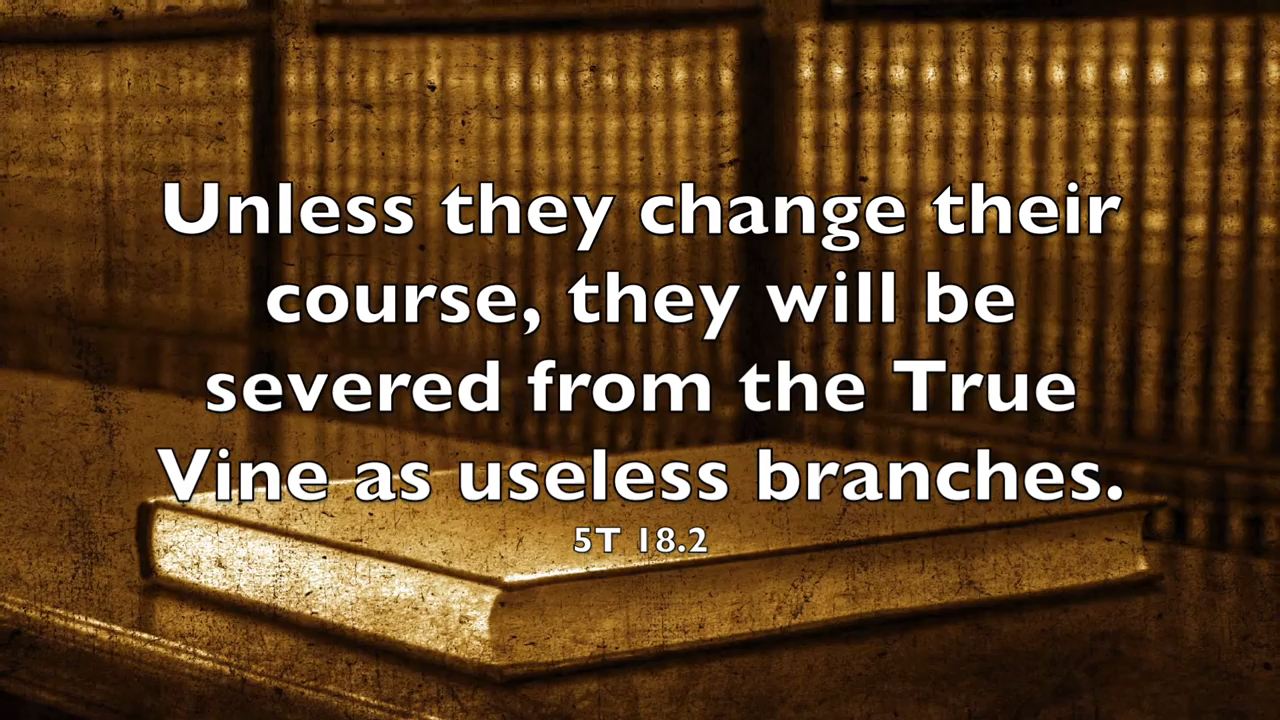 Unless they change their
course, they will be
severed from the True
Vine as useless branches.
5T 18.2